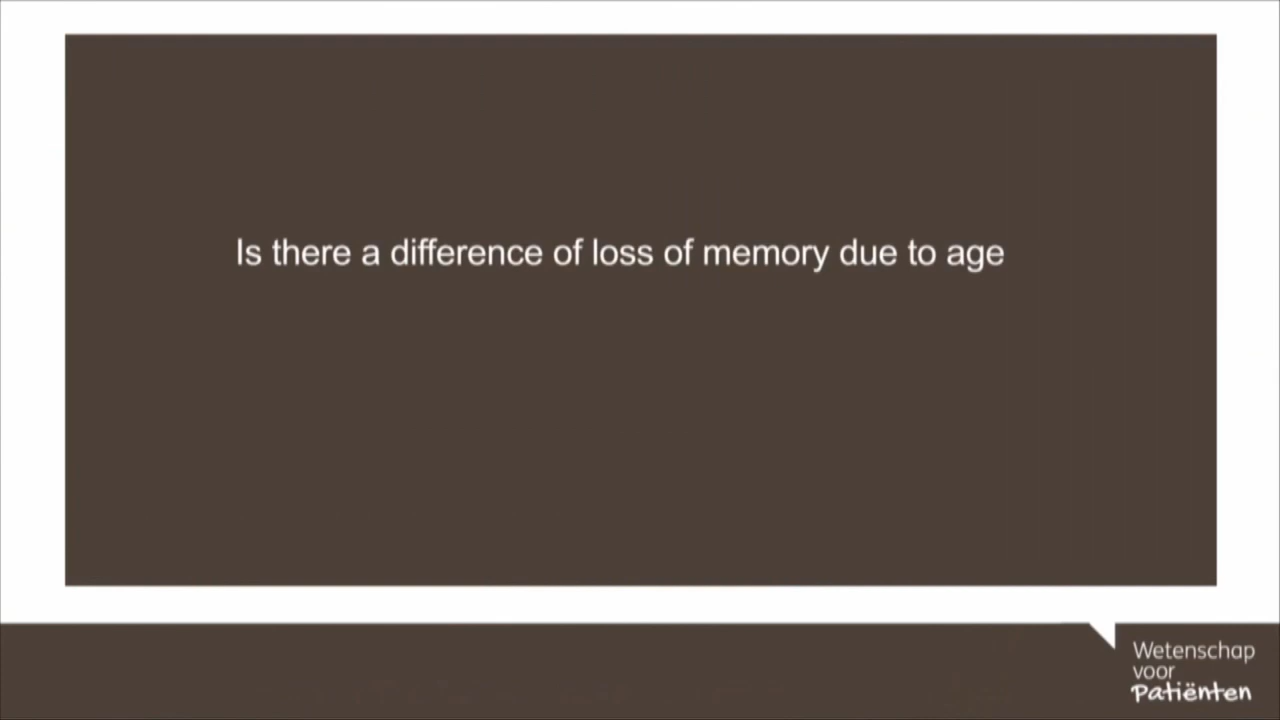 Is there a difference of loss of memory due to age
Wetenschap
voor
Patiënten